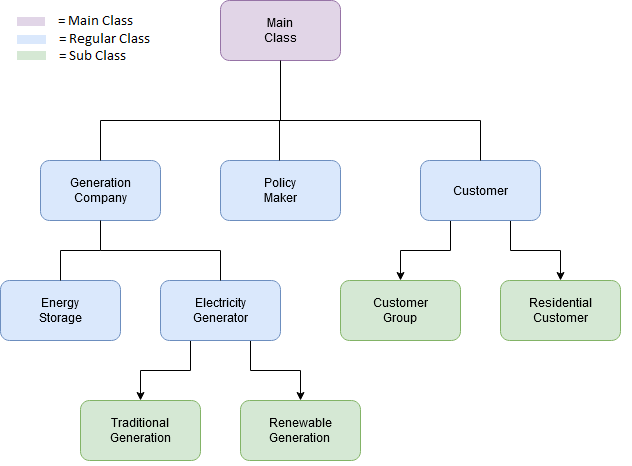 = Main Class
= Regular Class
= Sub Class
Main
Class
Generation
Company
Policy
Maker
Customer
Energy
Storage
Electricity
Generator
Customer
Group
Residential
Customer
Traditional
Generation
Renewable
Generation